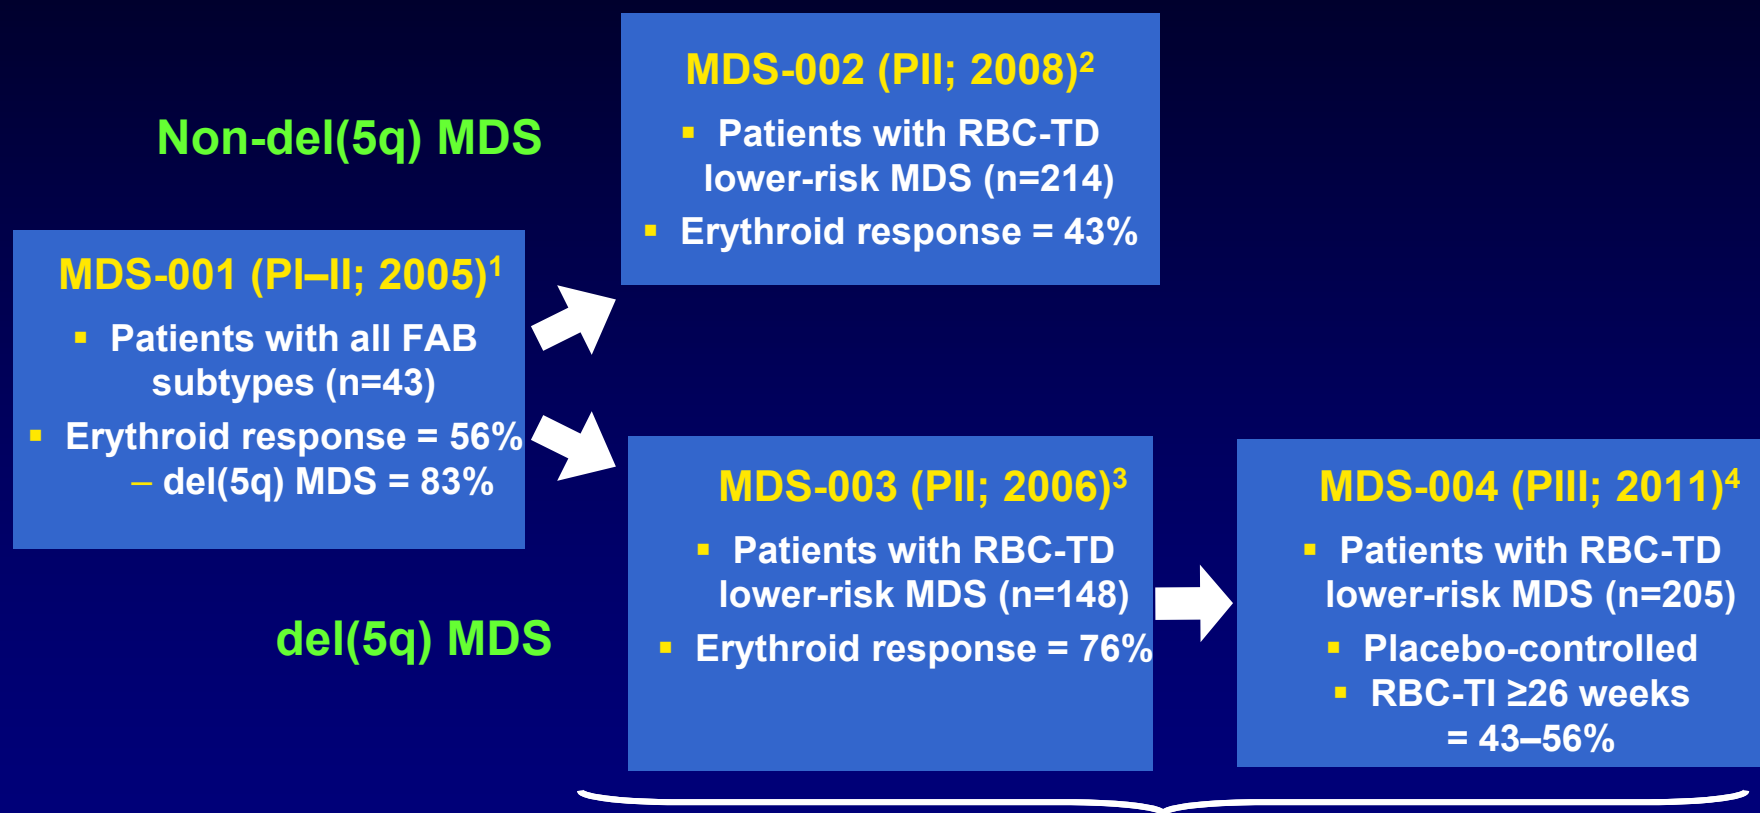 Non-del(5q) MDS
MDS-001 (PI–II; 2005)1
▪ Patients with all FAB
subtypes (n=43)
▪ Erythroid response = 56%
– del(5q) MDS = 83%
MDS-002 (PII; 2008)2
▪ Patients with RBC-TD
lower-risk MDS (n=214)
▪ Erythroid response = 43%
del(5q) MDS
MDS-003 (PII; 2006)3
▪ Patients with RBC-TD
lower-risk MDS (n=148)
▪ Erythroid response = 76%
MDS-004 (PIII; 2011)4
▪ Patients with RBC-TD
lower-risk MDS (n=205)
▪ Placebo-controlled
▪ RBC-TI ≥26 weeks
= 43–56%